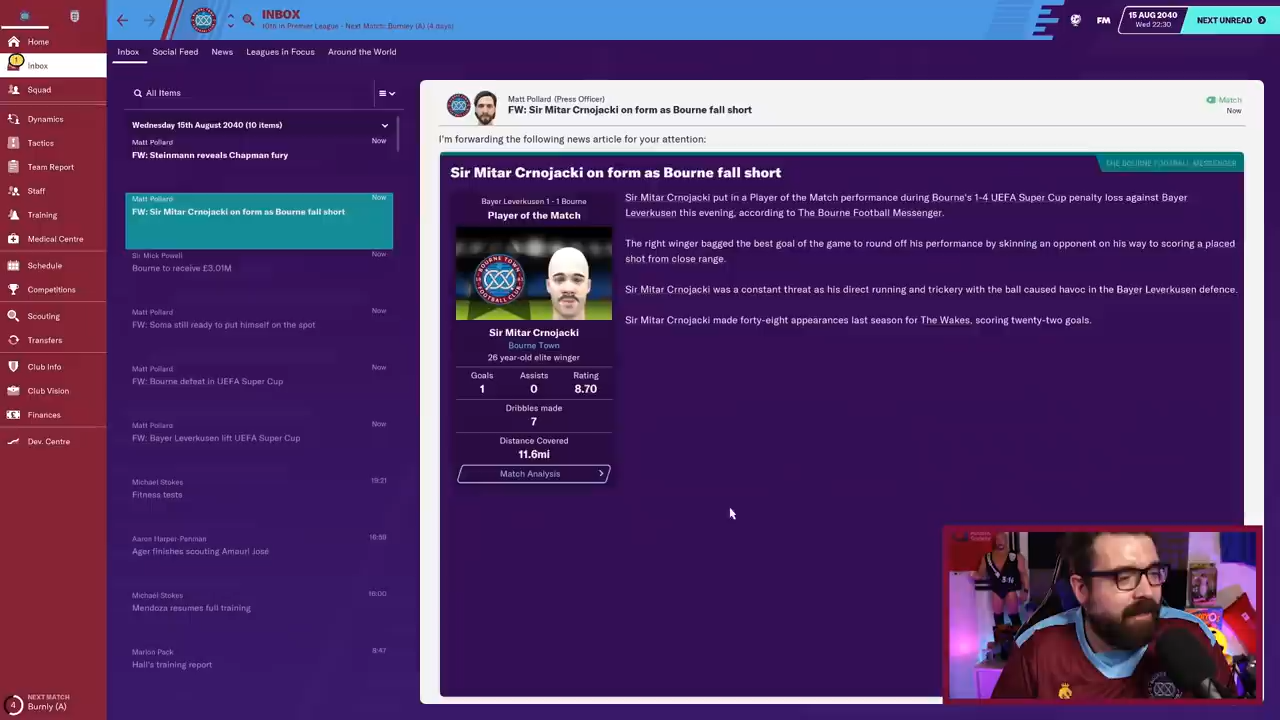 INBOX
10th in Premier League - Next Match: Burnley (A) (4 days)
FM
15 AUG 2040
Wed 22:30
NEXT UNREAD
Home
1
Inbox
Squad
Dynamics
Tactics
Team Report
Staff
Training
Medical Centre
Schedule
Competitions
Scouting
Transfers
Club Info
Club Vision
Finances
Dev. Centre
4
NEXT MATCH
Burnly (A)
Inbox
Social Feed
News
Leagues in Focus
Around the World
All Items
Wednesday 15th August 2040 (10 items)
Matt Pollard
Now
FW: Steinmann reveals Chapman fury
Matt Pollard
Now
FW: Sir Mitar Crnojacki on form as Bourne fall short
Sir Mick Powell
Now
Bourne to receive £3.01M
Matt Pollard
Now
FW: Soma still ready to put himself on the spot
Matt Pollard
Now
FW: Bourne defeat in UEFA Super Cup
Matt Pollard
Now
FW: Bayer Leverkusen lift UEFA Super Cup
Michael Stokes
19:21
Fitness tests
Aaron Harper-Penman
16:59
Ager finishes scouting Amauri José
Michael Stokes
16:00
Mendoza resumes full training
Marlon Pack
8:47
Hall's training report
Matt Pollard (Press Officer)
FW: Sir Mitar Crnojacki on form as Bourne fall short
Match
Now
I'm forwarding the following news article for your attention:
THE BOURNE FOOTBALL MESSENGER
Sir Mitar Crnojacki on form as Bourne fall short
Bayer Leverkusen 1 - 1 Bourne
Player of the Match
BOURNE TOWN
FOOTBALL CLUB
Sir Mitar Crnojacki
Bourne Town
26 year-old elite winger
Goals
Assists
Rating
1
0
8.70
Dribbles made
7
Distance Covered
11.6mi
Match Analysis
Sir Mitar Crnojacki put in a Player of the Match performance during Bourne's 1-4 UEFA Super Cup penalty loss against Bayer
Leverkusen this evening, according to The Bourne Football Messenger.
The right winger bagged the best goal of the game to round off his performance by skinning an opponent on his way to scoring a placed
shot from close range.
Sir Mitar Crnojacki was a constant threat as his direct running and trickery with the ball caused havoc in the Bayer Leverkusen defence.
Sir Mitar Crnojacki made forty-eight appearances last season for The Wakes, scoring twenty-two goals.